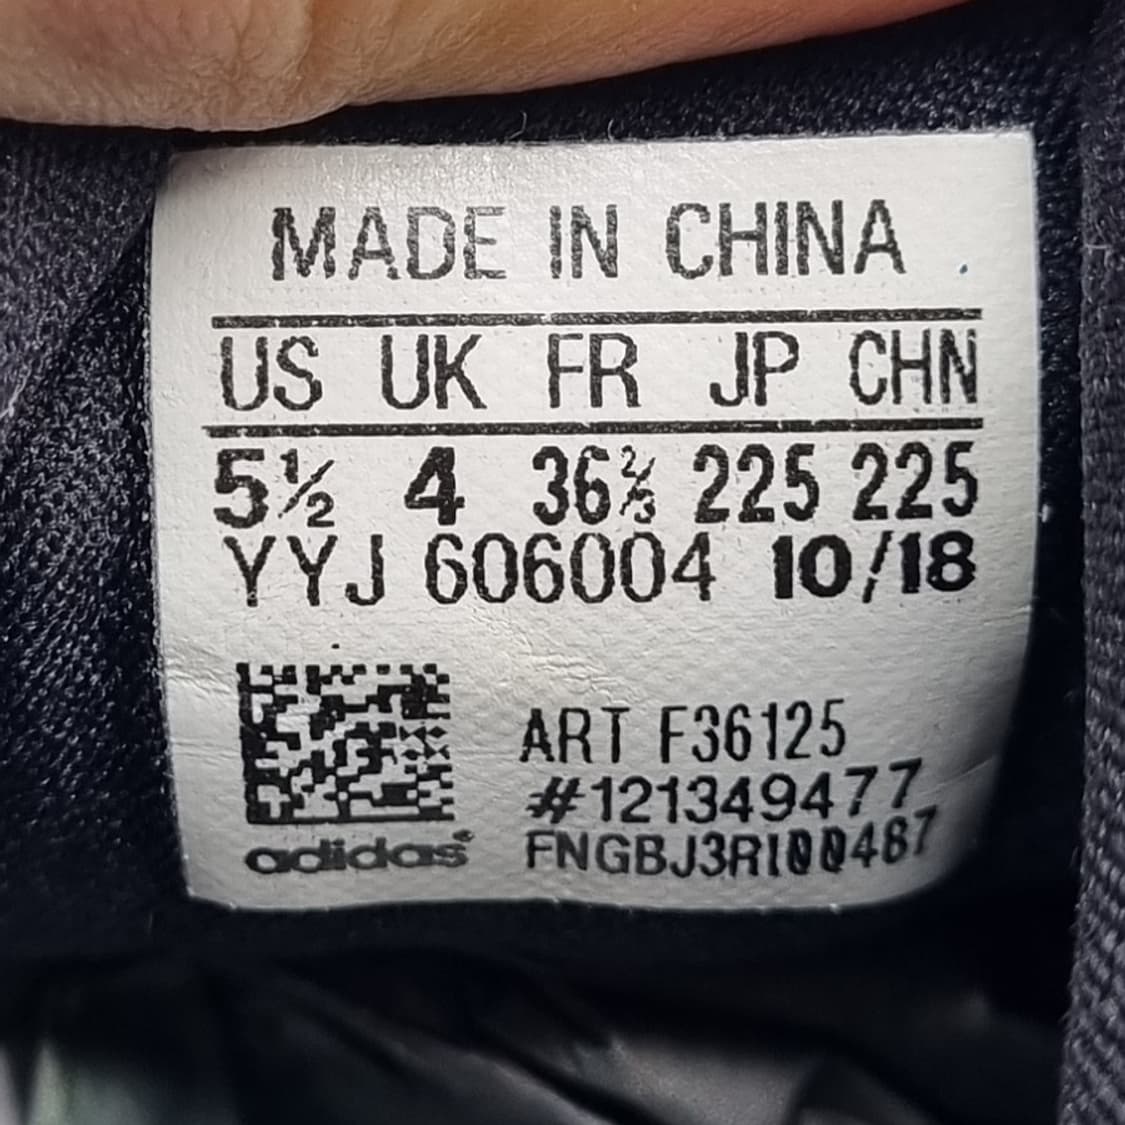 MADE IN CHINA
US UK FR JP CHN
5½ 4 36⅔ 225 225
YYJ 606004 10/18
ART F36125
#121349477
FNGBJ3RI00487
adidas